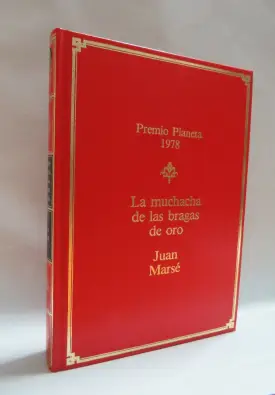 Premio Planeta
1978
La muchacha
de las bragas
de oro
Juan
Marsé